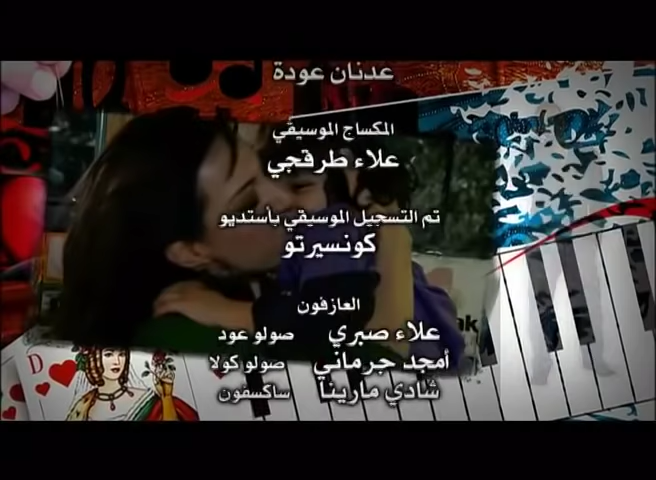 عدنان عودة
المكساج الموسيقي
علاء طرقجي
تم التسجيل الموسيقي بأستديو
كونسيرتو
العازفون
علاء صبري صولو عود
أمجد جرماني صولو كولا
شادي مارينا ساكسفون
D